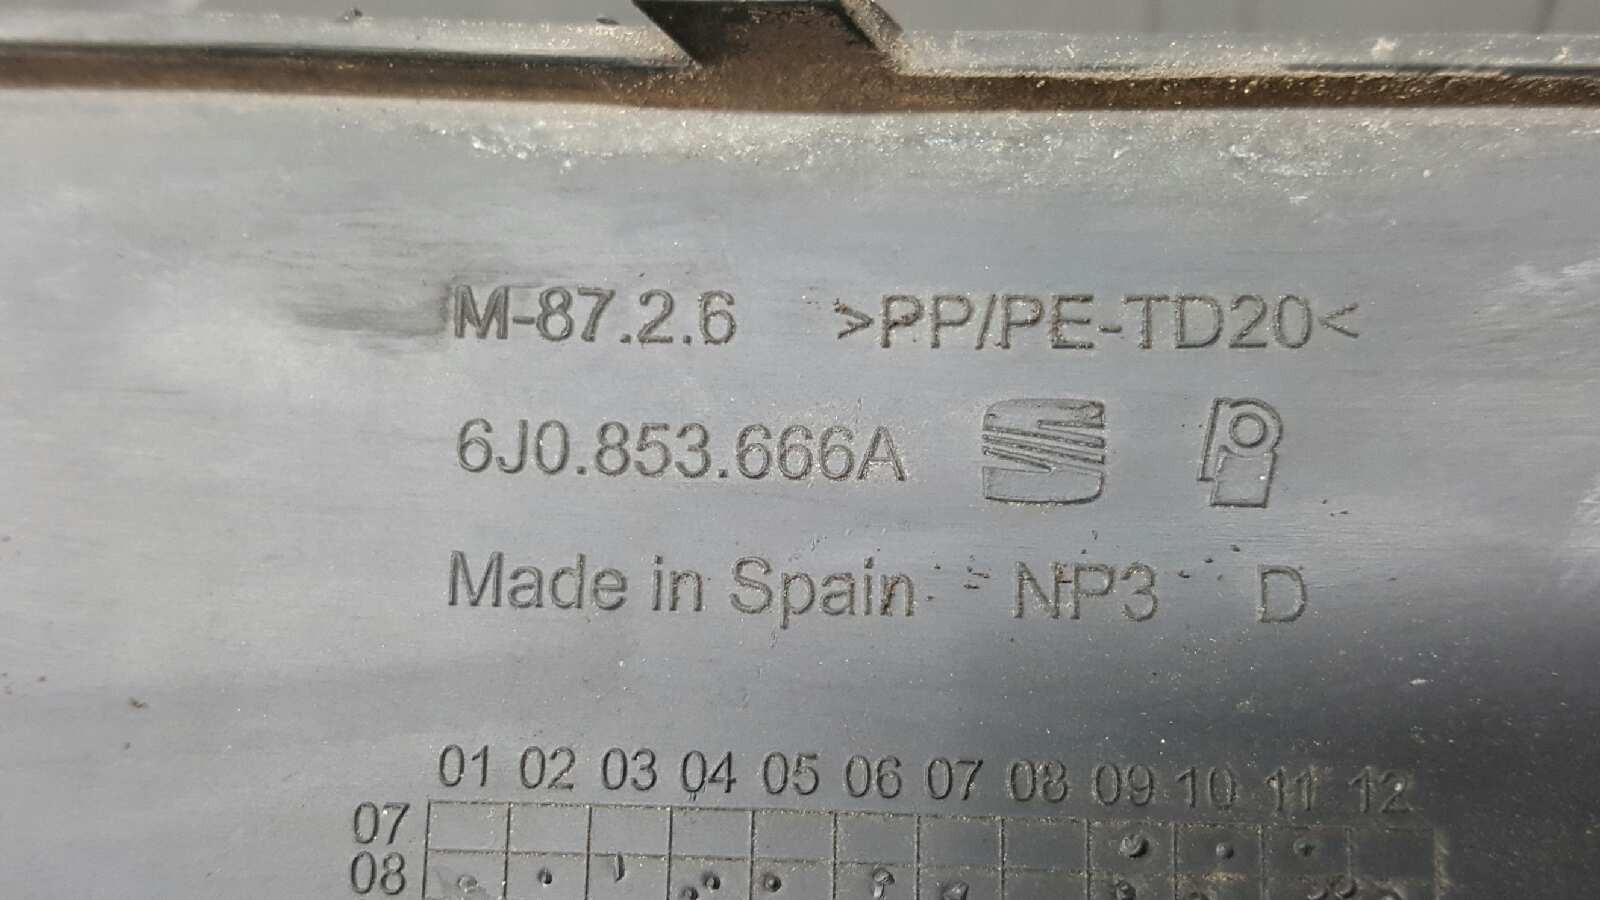 M-87.2.6 >PP/PE-TD20<
6J0.853.666A
Made in Spain NP3 D
01 02 03 04 05 06 07 08 09 10 11 12
07
08